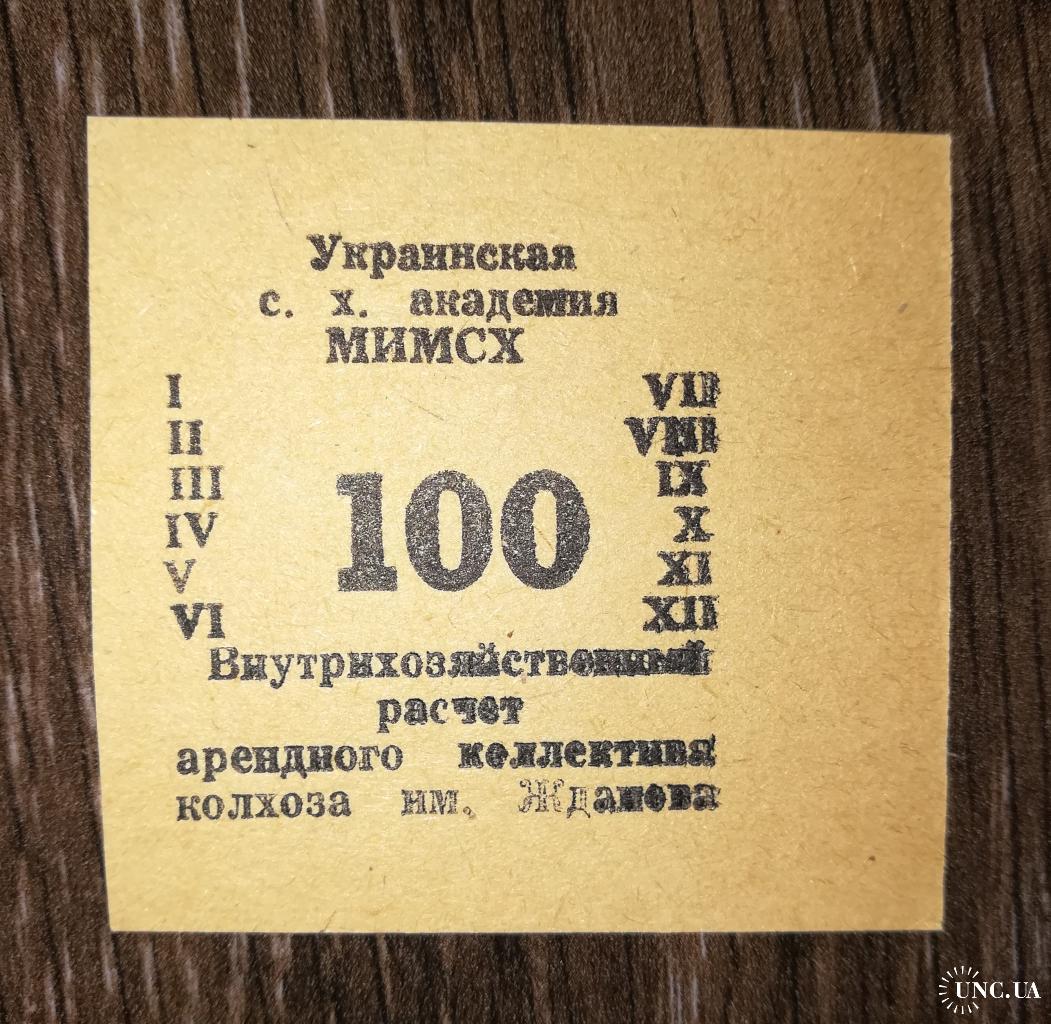 Украинская
с. х. академия
МИМСХ
I VII
II VIII
III IX
IV 100 X
V XI
VI XII
Внутрихозяйственный
расчет
арендного коллектива
колхоза им. Жданова
UNC.UA